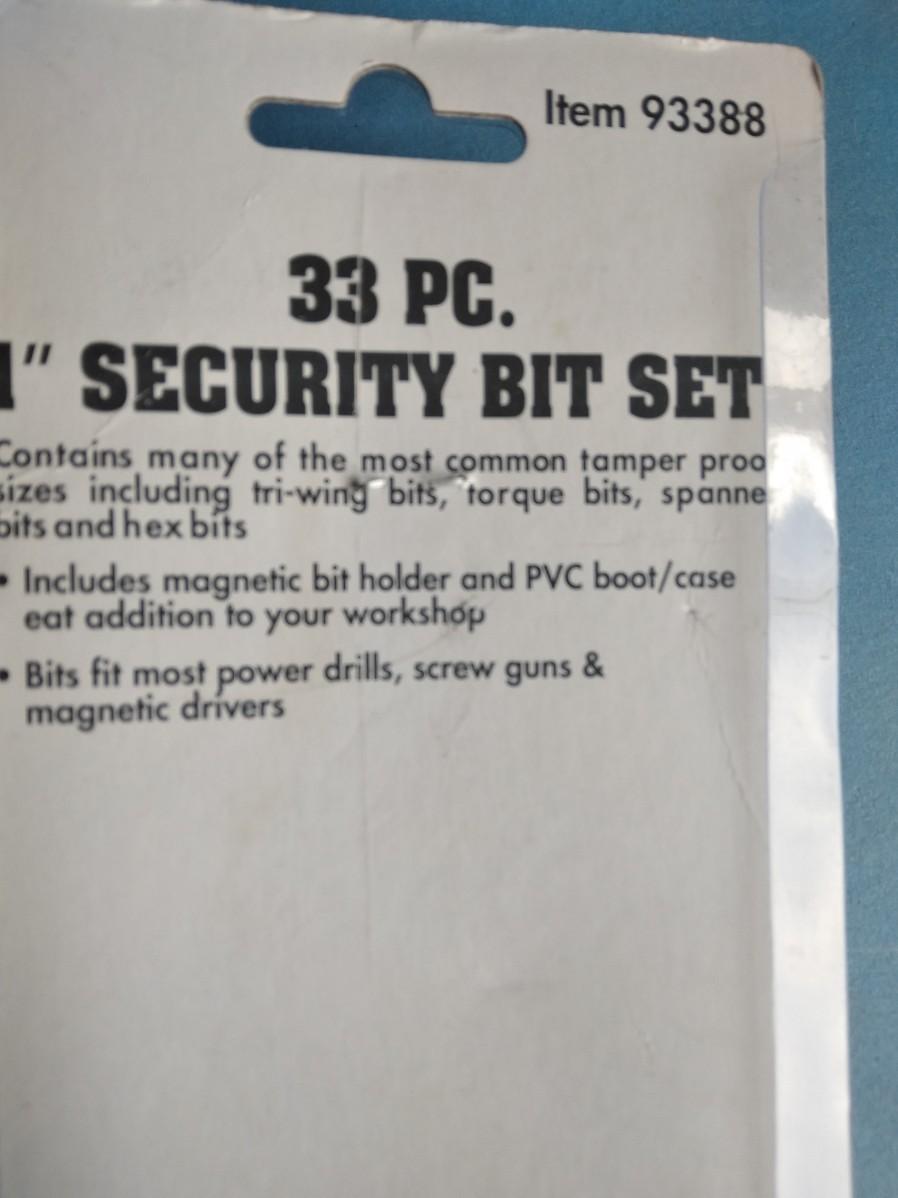 Item 93388
33 PC.
1" SECURITY BIT SET
Contains many of the most common tamper proo
sizes including tri-wing bits, torque bits, spanne
bits and hex bits
• Includes magnetic bit holder and PVC boot/case
eat addition to your workshop
• Bits fit most power drills, screw guns &
magnetic drivers